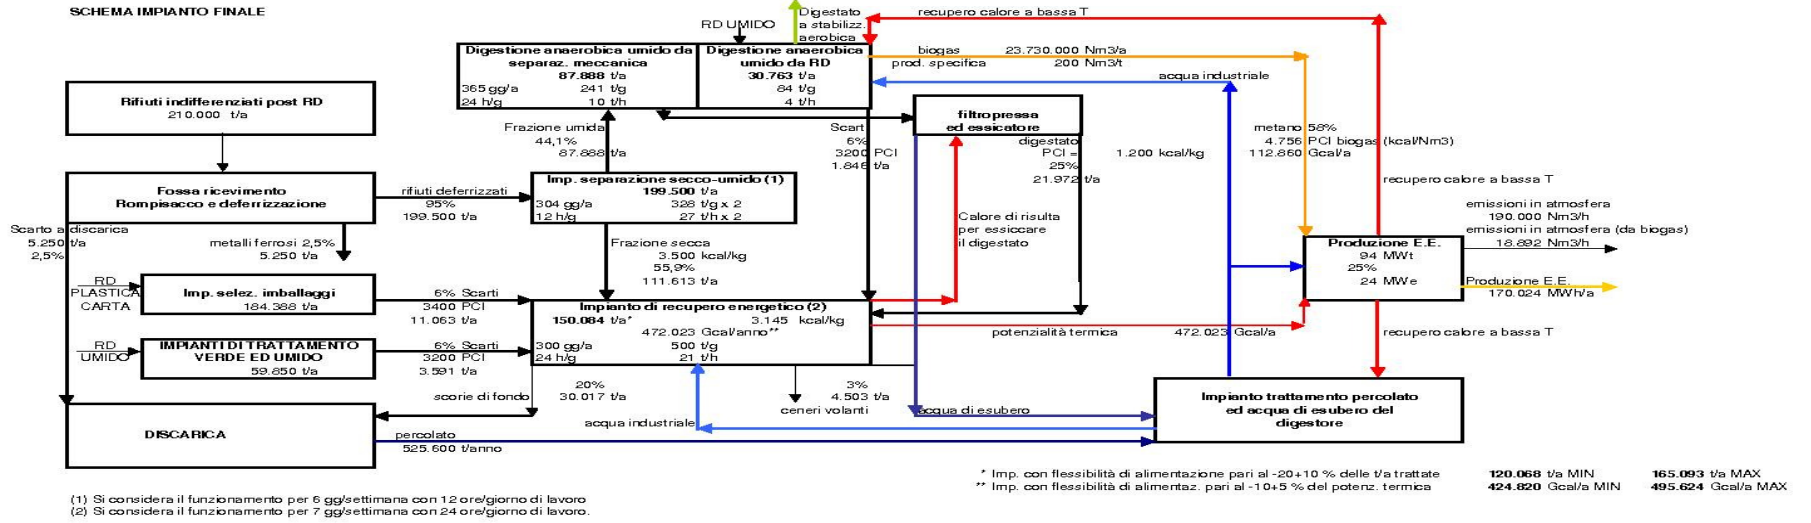 SCHEMA IMPIANTO FINALE
Digestato
a stabilizz.
aerobica
recupero calore a bassa T
RD UMIDO
Digestione anaerobica umido da
separaz. meccanica
87.888 t/a
365 gg/a 241 t/g
24 h/g 10 t/h
Digestione anaerobica
umido da RD
30.763 t/a
84 t/g
4 t/h
biogas 23.730.000 Nm3/a
prod. specifica 200 Nm3/t
acqua industriale
Rifiuti indifferenziati post RD
210.000 t/a
filtropressa
ed essicatore
Frazione umida
44,1%
87.888 t/a
Scarti
6%
3200 PCI
1.846 t/a
digestato
PCI = 1.200 kcal/kg
25%
21.972 t/a
metano 58%
4.756 PCI biogas (kcal/Nm3)
112.860 Gcal/a
Fossa ricevimento
Rompisacco e deferrizzazione
rifiuti deferrizzati
95%
199.500 t/a
Imp. separazione secco-umido (1)
199.500 t/a
304 gg/a 328 t/g x 2
12 h/g 27 t/h x 2
recupero calore a bassa T
Scarto a discarica
5.250 t/a
2,5%
metalli ferrosi 2,5%
5.250 t/a
Frazione secca
3.500 kcal/kg
55,9%
111.613 t/a
Calore di risulta
per essiccare
il digestato
emissioni in atmosfera
190.000 Nm3/h
emissioni in atmosfera (da biogas)
18.892 Nm3/h
Produzione E.E.
94 MWt
25%
24 MWe
Produzione E.E.
170.024 MWh/a
RD
PLASTICA
CARTA
Imp. selez. imballaggi
184.388 t/a
6% Scarti
3400 PCI
11.063 t/a
Impianto di recupero energetico (2)
150.084 t/a* 3.145 kcal/kg
472.023 Gcal/anno**
300 gg/a 500 t/g
24 h/g 21 t/h
potenzialità termica 472.023 Gcal/a
recupero calore a bassa T
RD
UMIDO
IMPIANTI DI TRATTAMENTO
VERDE ED UMIDO
59.850 t/a
6% Scarti
3200 PCI
3.591 t/a
scorie di fondo
20%
30.017 t/a
3%
4.503 t/a
ceneri volanti
acqua di esubero
acqua industriale
Impianto trattamento percolato
ed acqua di esubero del
digestore
DISCARICA
percolato
525.600 t/anno
* Imp. con flessibilità di alimentazione pari al -20+10 % delle t/a trattate 120.068 t/a MIN 165.093 t/a MAX
** Imp. con flessibilità di alimentaz. pari al -10+5 % del potenz. termica 424.820 Gcal/a MIN 495.624 Gcal/a MAX
(1) Si considera il funzionamento per 6 gg/settimana con 12 ore/giorno di lavoro
(2) Si considera il funzionamento per 7 gg/settimana con 24 ore/giorno di lavoro.